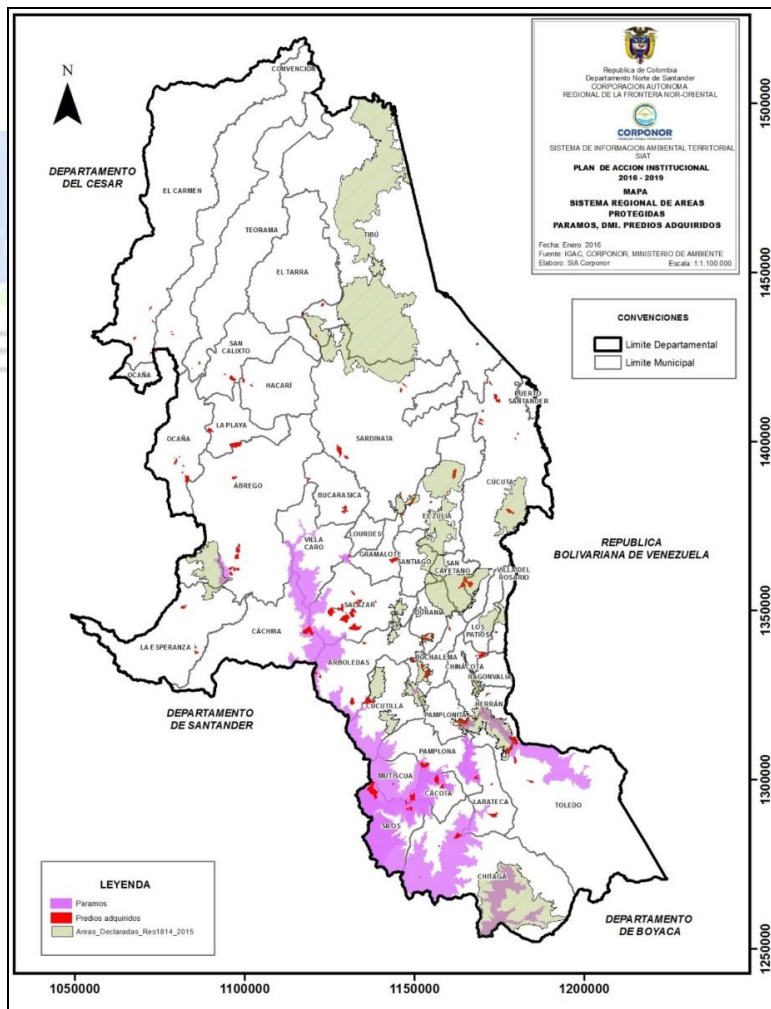 N
Republica de Colombia
Departamento Norte de Santander
CORPORACION AUTONOMA
REGIONAL DE LA FRONTERA NOR-ORIENTAL
CORPONOR
SISTEMA DE INFORMACION AMBIENTAL TERRITORIAL
SIAT
PLAN DE ACCION INSTITUCIONAL
2016 - 2019
MAPA
SISTEMA REGIONAL DE AREAS
PROTEGIDAS
PARAMOS, DMI. PREDIOS ADQUIRIDOS
Fecha: Enero 2016
Fuente: IGAC, CORPONOR, MINISTERIO DE AMBIENTE
Elaboro: SIA Corponor
Escala: 1:1.100.000
CONVENCIONES
Limite Departamental
Limite Municipal
DEPARTAMENTO
DEL CESAR
CONVENCIÓN
EL CARMEN
TEORAMA
TIBÚ
EL TARRA
SAN
CALIXTO
OCAÑA
HACARÍ
PUERTO
SANTANDER
LA PLAYA
OCAÑA
SARDINATA
ÁBREGO
CÚCUTA
BUCARASICA
EL ZULIA
VILLA
CARO
LOURDES
GRAMALOTE
SANTIAGO
SAN
CAYETANO
VILLA DEL
ROSARIO
REPUBLICA
BOLIVARIANA DE VENEZUELA
SALAZAR
DURANIA
LOS
PATIOS
LA ESPERANZA
CÁCHIRA
ARBOLEDAS
BOCHALEMA
CHINÁCOTA
RAGONVALIA
DEPARTAMENTO
DE SANTANDER
CUCUTILLA
PAMPLONITA
HERRÁN
PAMPLONA
MUTISCUA
CÁCOTA
LABATECA
TOLEDO
SILOS
CHITAGÁ
DEPARTAMENTO
DE BOYACA
LEYENDA
Paramos
Predios adquiridos
Areas_Declaradas_Res1814_2015
1500000
1450000
1400000
1350000
1300000
1250000
1050000
1100000
1150000
1200000